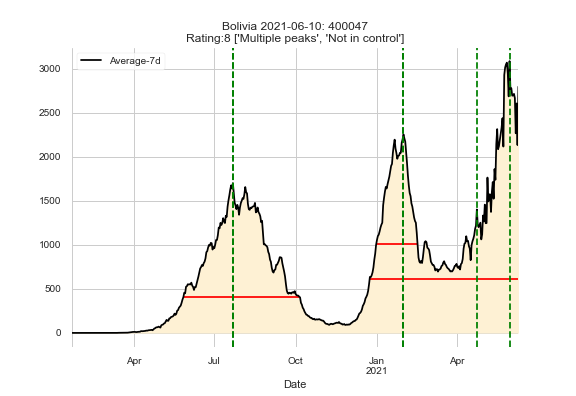 Bolivia 2021-06-10: 400047
Rating:8 ['Multiple peaks', 'Not in control']
Average-7d
3000
2500
2000
1500
1000
500
0
Apr Jul Oct Jan Apr
2021
Date